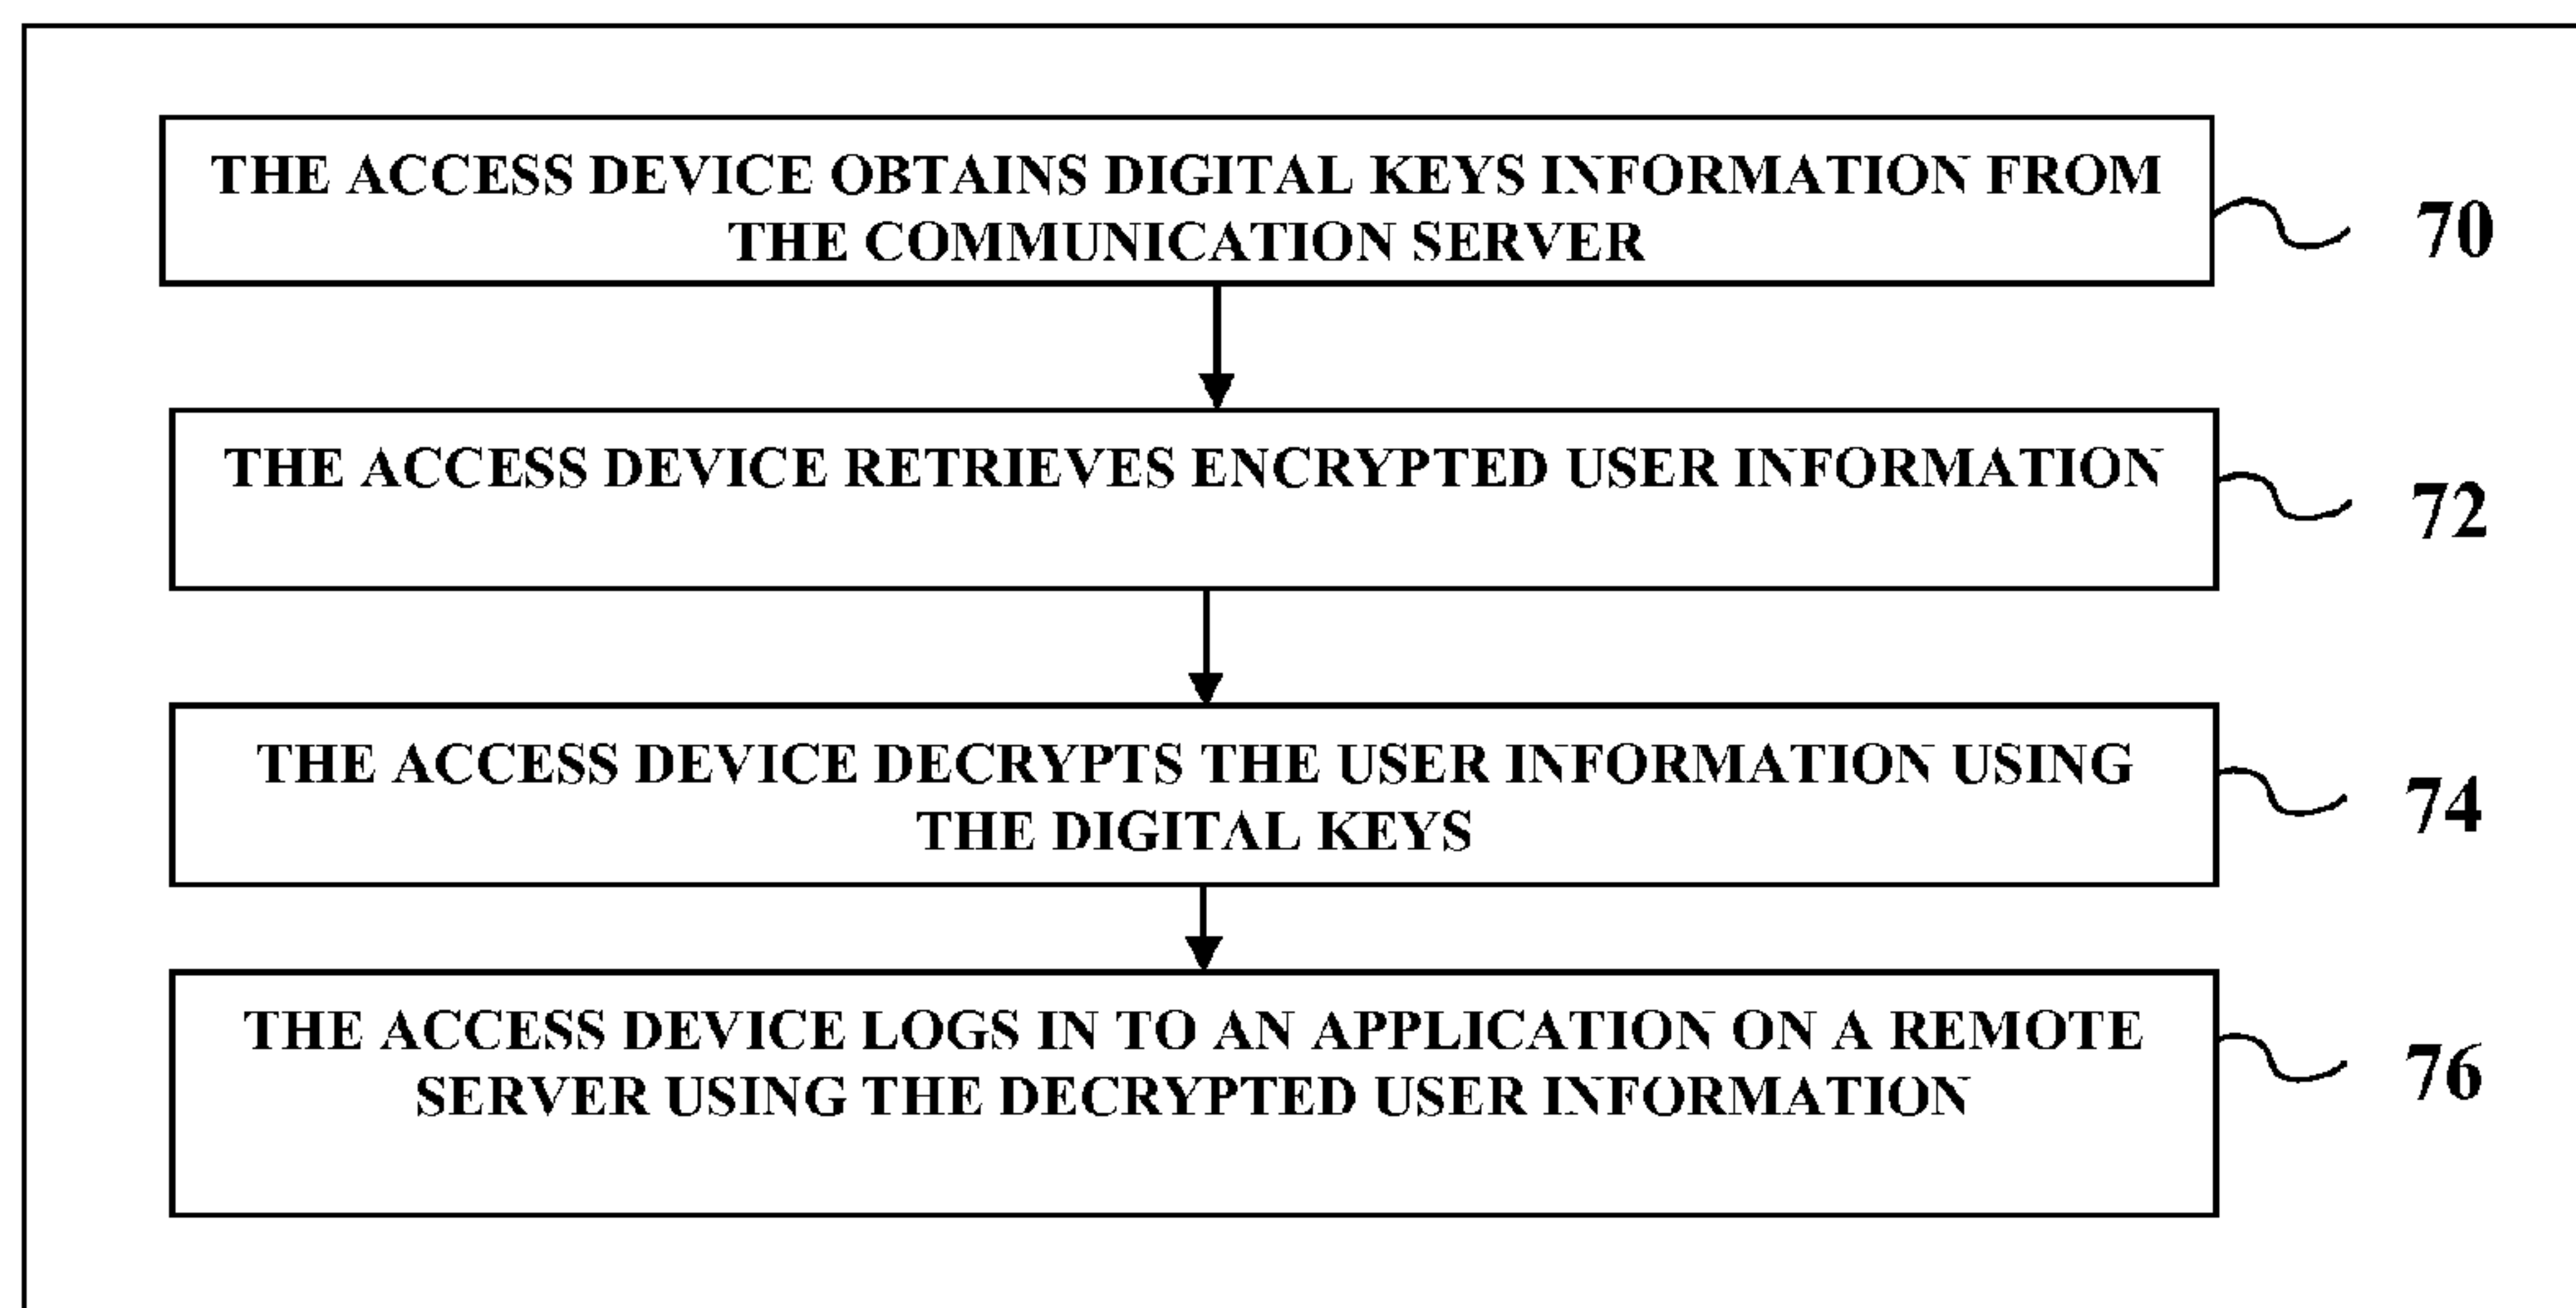 THE ACCESS DEVICE OBTAINS DIGITAL KEYS INFORMATION FROM
THE COMMUNICATION SERVER
70
THE ACCESS DEVICE RETRIEVES ENCRYPTED USER INFORMATION
72
THE ACCESS DEVICE DECRYPTS THE USER INFORMATION USING
THE DIGITAL KEYS
74
THE ACCESS DEVICE LOGS IN TO AN APPLICATION ON A REMOTE
SERVER USING THE DECRYPTED USER INFORMATION
76